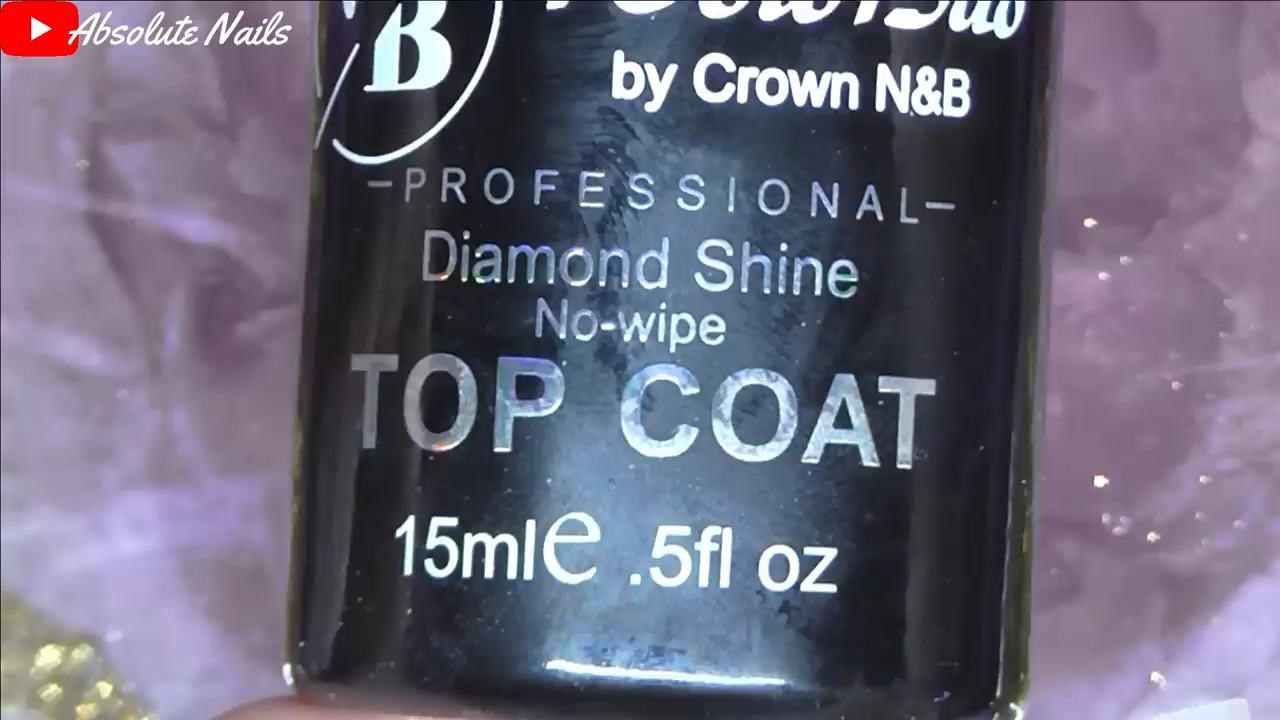 Absolute Nails
B
by Crown N&B
-PROFESSIONAL-
Diamond Shine
No-wipe
TOP COAT
15ml℮ .5fl oz